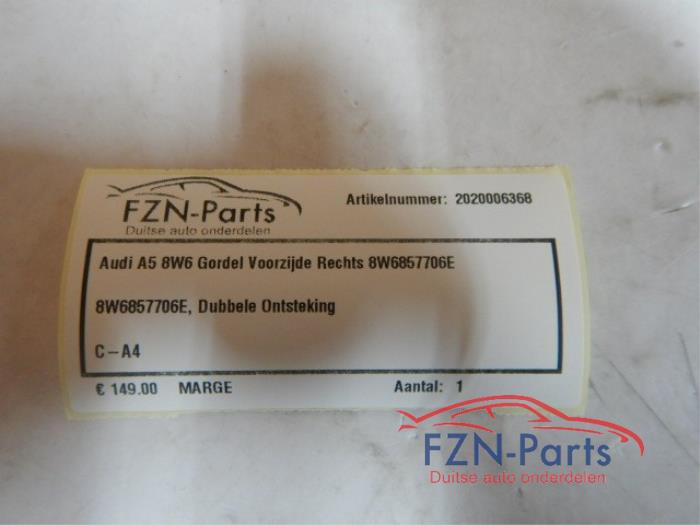 FZN-Parts
Duitse auto onderdelen
Artikelnummer: 2020006368
Audi A5 8W6 Gordel Voorzijde Rechts 8W6857706E
8W6857706E, Dubbele Ontsteking
C-A4
€ 149.00 MARGE Aantal: 1
FZN-Parts
Duitse auto onderdelen